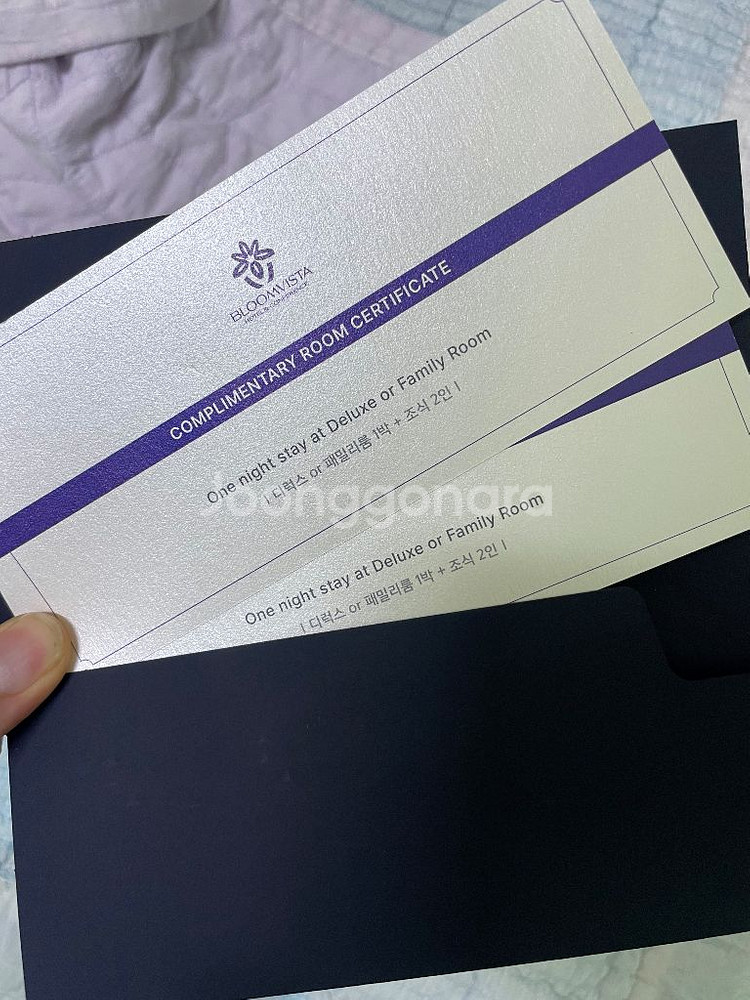 BLOOMVISTA
HOTEL & CONFERENCE
COMPLIMENTARY ROOM CERTIFICATE
One night stay at Deluxe or Family Room
| 디럭스 or 패밀리룸 1박 + 조식 2인 |
Joonggonara
One night stay at Deluxe or Family Room
| 디럭스 or 패밀리룸 1박 + 조식 2인 |